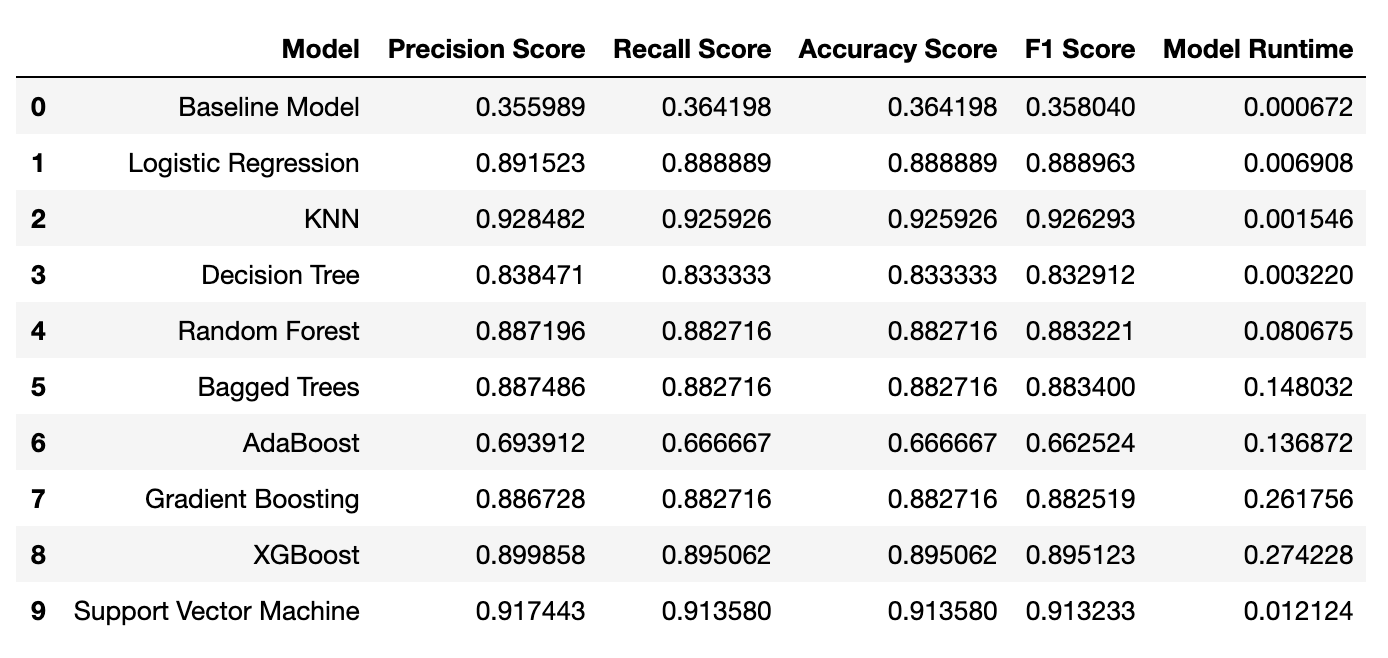 Model Precision Score Recall Score Accuracy Score F1 Score Model Runtime
0 Baseline Model 0.355989 0.364198 0.364198 0.358040 0.000672
1 Logistic Regression 0.891523 0.888889 0.888889 0.888963 0.006908
2 KNN 0.928482 0.925926 0.925926 0.926293 0.001546
3 Decision Tree 0.838471 0.833333 0.833333 0.832912 0.003220
4 Random Forest 0.887196 0.882716 0.882716 0.883221 0.080675
5 Bagged Trees 0.887486 0.882716 0.882716 0.883400 0.148032
6 AdaBoost 0.693912 0.666667 0.666667 0.662524 0.136872
7 Gradient Boosting 0.886728 0.882716 0.882716 0.882519 0.261756
8 XGBoost 0.899858 0.895062 0.895062 0.895123 0.274228
9 Support Vector Machine 0.917443 0.913580 0.913580 0.913233 0.012124